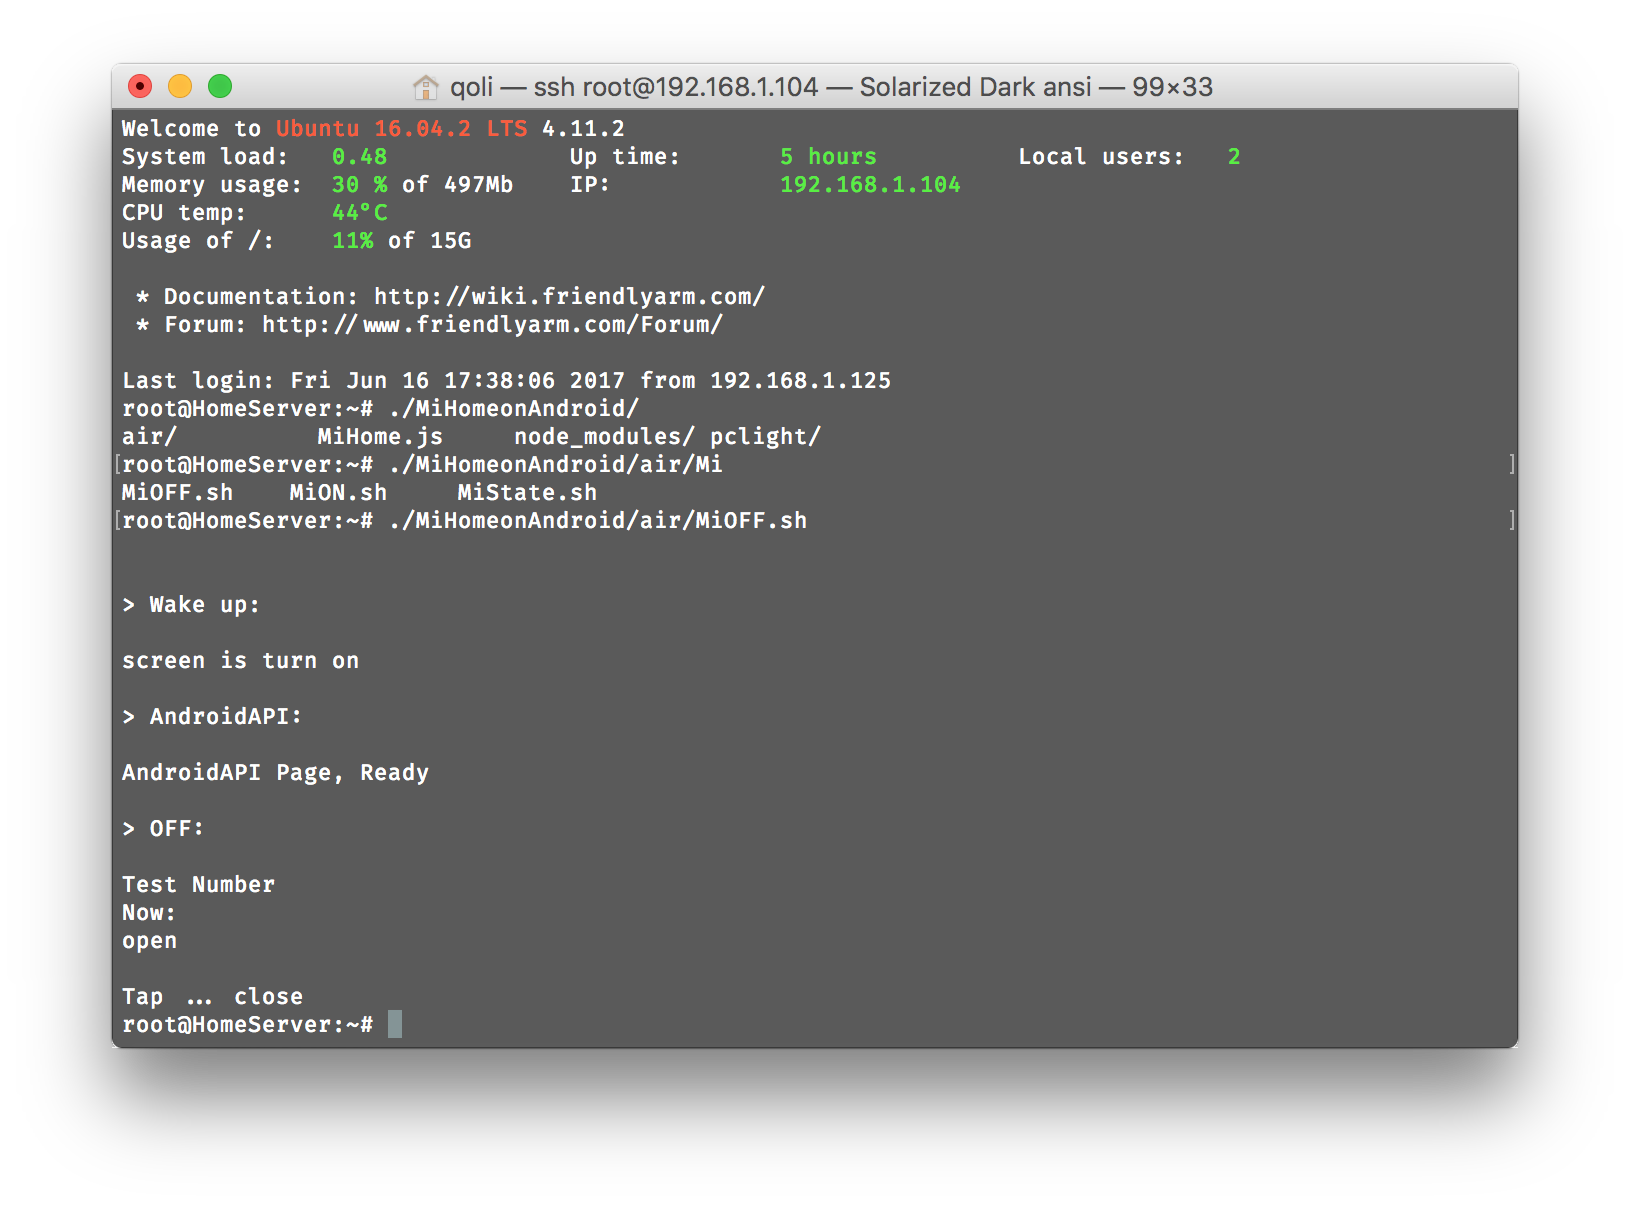 qoli — ssh root@192.168.1.104 — Solarized Dark ansi — 99×33
Welcome to Ubuntu 16.04.2 LTS 4.11.2
System load: 0.48 Up time: 5 hours Local users: 2
Memory usage: 30 % of 497Mb IP: 192.168.1.104
CPU temp: 44°C
Usage of /: 11% of 15G
* Documentation: http://wiki.friendlyarm.com/
* Forum: http://www.friendlyarm.com/Forum/
Last login: Fri Jun 16 17:38:06 2017 from 192.168.1.125
root@HomeServer:~# ./MiHomeonAndroid/
air/ MiHome.js node_modules/ pclight/
[root@HomeServer:~# ./MiHomeonAndroid/air/Mi ]
MiOFF.sh MiON.sh MiState.sh
[root@HomeServer:~# ./MiHomeonAndroid/air/MiOFF.sh ]
> Wake up:
screen is turn on
> AndroidAPI:
AndroidAPI Page, Ready
> OFF:
Test Number
Now:
open
Tap ... close
root@HomeServer:~#